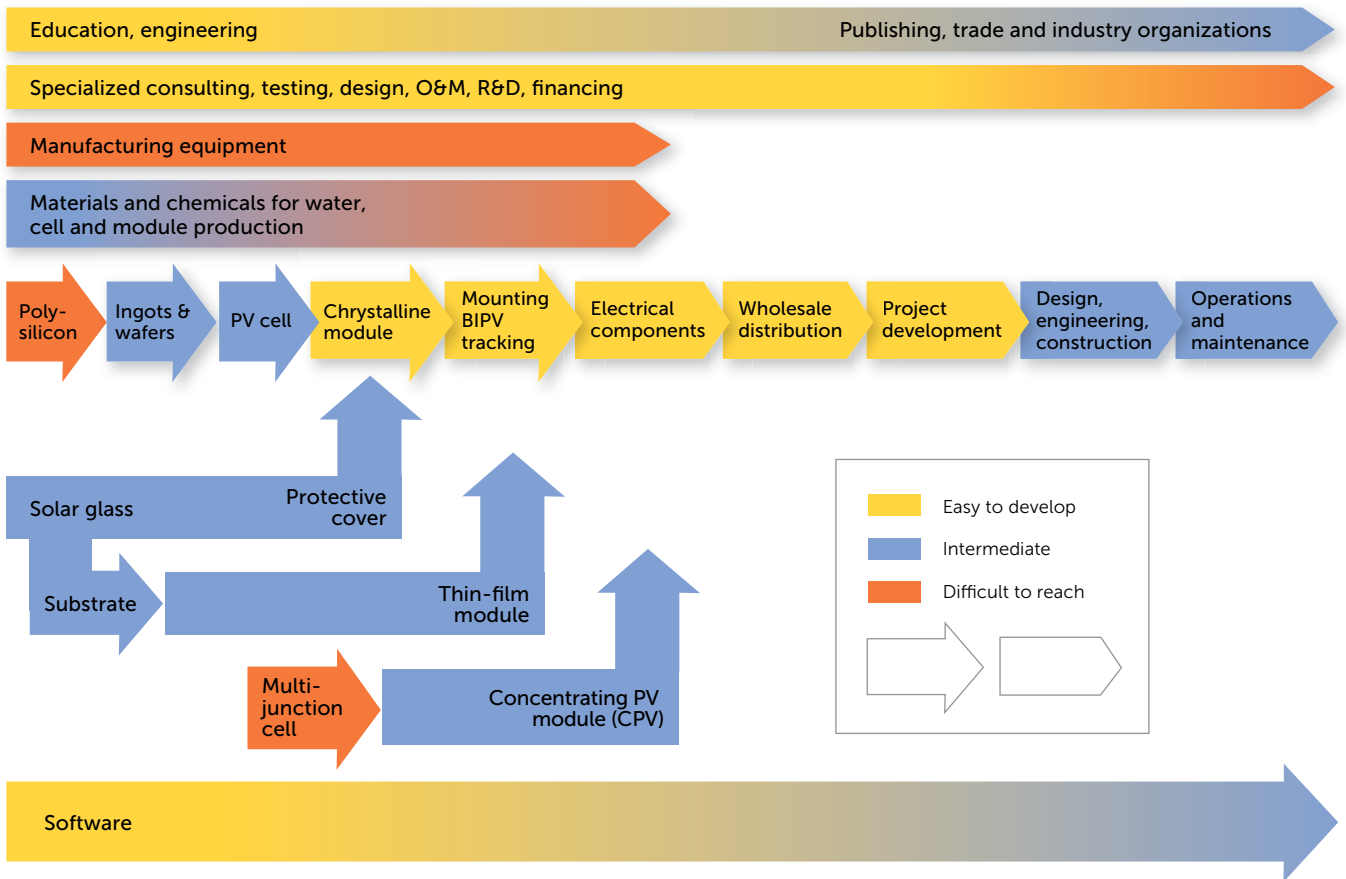 Education, engineering
Publishing, trade and industry organizations
Specialized consulting, testing, design, O&M, R&D, financing
Manufacturing equipment
Materials and chemicals for water,
cell and module production
Poly-
silicon
Ingots &
wafers
PV cell
Chrystalline
module
Mounting
BIPV
tracking
Electrical
components
Wholesale
distribution
Project
development
Design,
engineering,
construction
Operations
and
maintenance
Solar glass
Protective
cover
Substrate
Thin-film
module
Multi-
junction
cell
Concentrating PV
module (CPV)
Easy to develop
Intermediate
Difficult to reach
Software